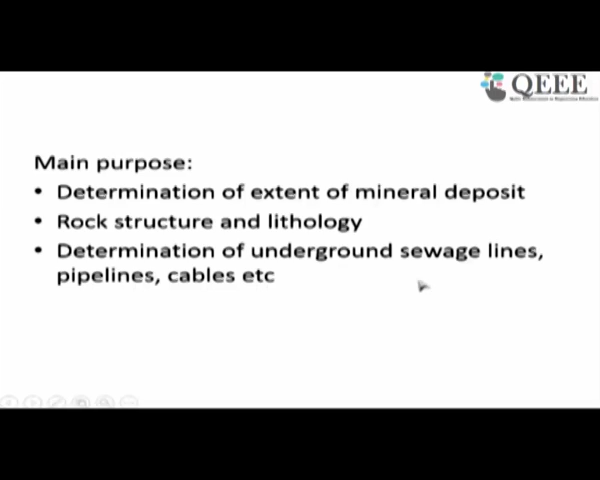 QEEE
Main purpose:
• Determination of extent of mineral deposit
• Rock structure and lithology
• Determination of underground sewage lines,
pipelines, cables etc